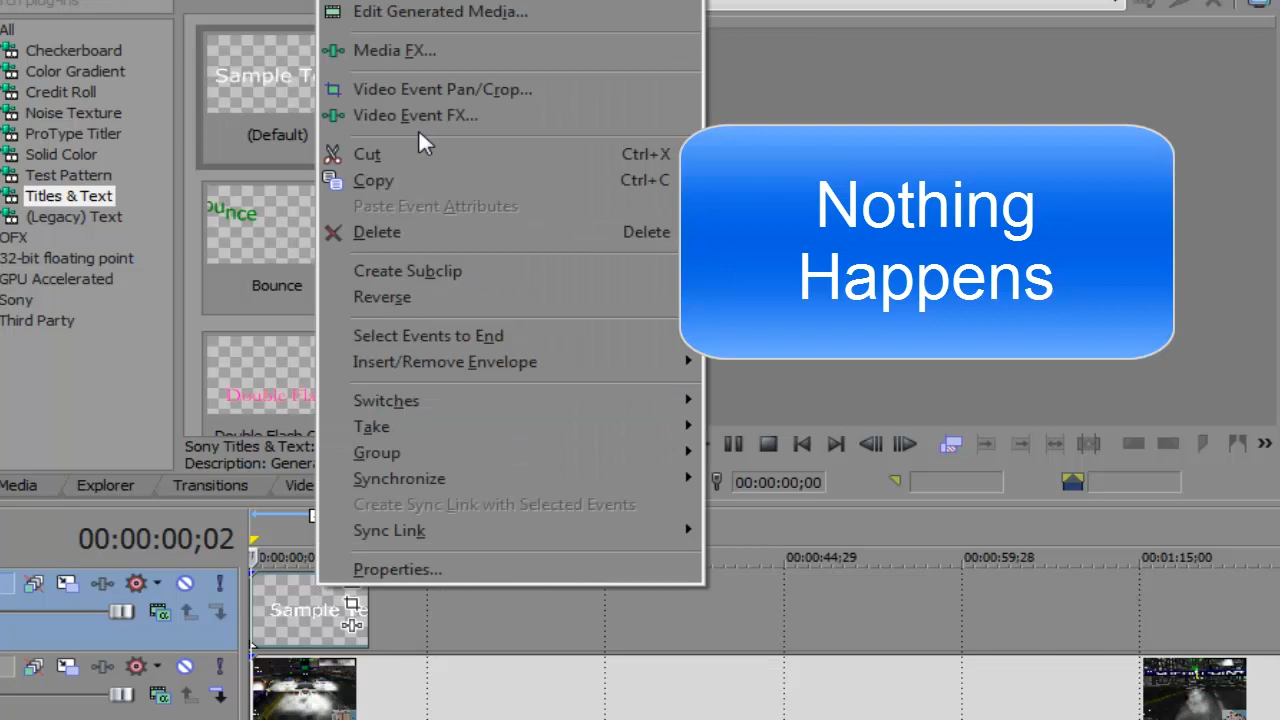 All
Checkerboard
Color Gradient
Credit Roll
Noise Texture
ProType Titler
Solid Color
Test Pattern
Titles & Text
(Legacy) Text
OFX
32-bit floating point
GPU Accelerated
Sony
Third Party
Sample
(Default)
Bounce
Sony Titles & Text:
Description:
Edit Generated Media...
Media FX...
Video Event Pan/Crop...
Video Event FX...
Cut Ctrl+X
Copy Ctrl+C
Paste Event Attributes
Delete Delete
Create Subclip
Reverse
Select Events to End
Insert/Remove Envelope
Switches
Take
Group
Synchronize
Create Sync Link with Selected Events
Sync Link
Properties...
Nothing
Happens
Media Explorer Transitions
00:00:00;00
00:00:00;02
00:00:44;29 00:00:59;28 00:01:15;00
Sample